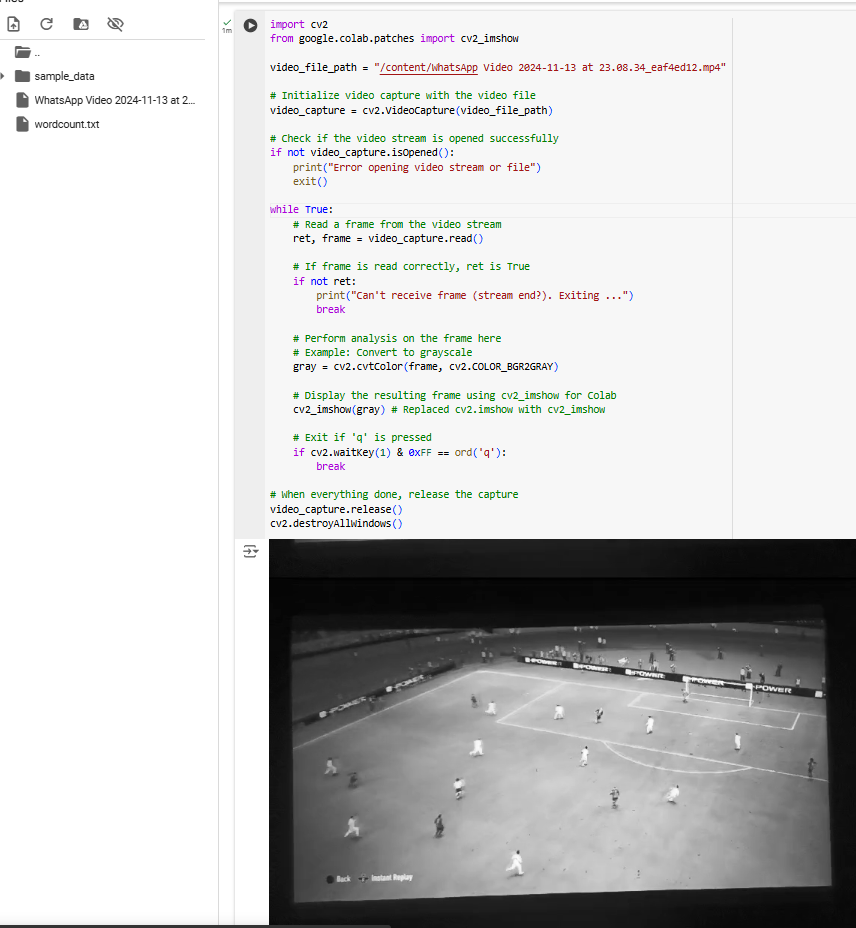 Files
..
sample_data
WhatsApp Video 2024-11-13 at 2...
wordcount.txt
1m
import cv2
from google.colab.patches import cv2_imshow
video_file_path = "/content/WhatsApp Video 2024-11-13 at 23.08.34_eaf4ed12.mp4"
# Initialize video capture with the video file
video_capture = cv2.VideoCapture(video_file_path)
# Check if the video stream is opened successfully
if not video_capture.isOpened():
    print("Error opening video stream or file")
    exit()
while True:
    # Read a frame from the video stream
    ret, frame = video_capture.read()
    # If frame is read correctly, ret is True
    if not ret:
        print("Can't receive frame (stream end?). Exiting ...")
        break
    # Perform analysis on the frame here
    # Example: Convert to grayscale
    gray = cv2.cvtColor(frame, cv2.COLOR_BGR2GRAY)
    # Display the resulting frame using cv2_imshow for Colab
    cv2_imshow(gray) # Replaced cv2.imshow with cv2_imshow
    # Exit if 'q' is pressed
    if cv2.waitKey(1) & 0xFF == ord('q'):
        break
# When everything done, release the capture
video_capture.release()
cv2.destroyAllWindows()
POWER POWER POWER POWER POWER
POWER POWER
Back Instant Replay